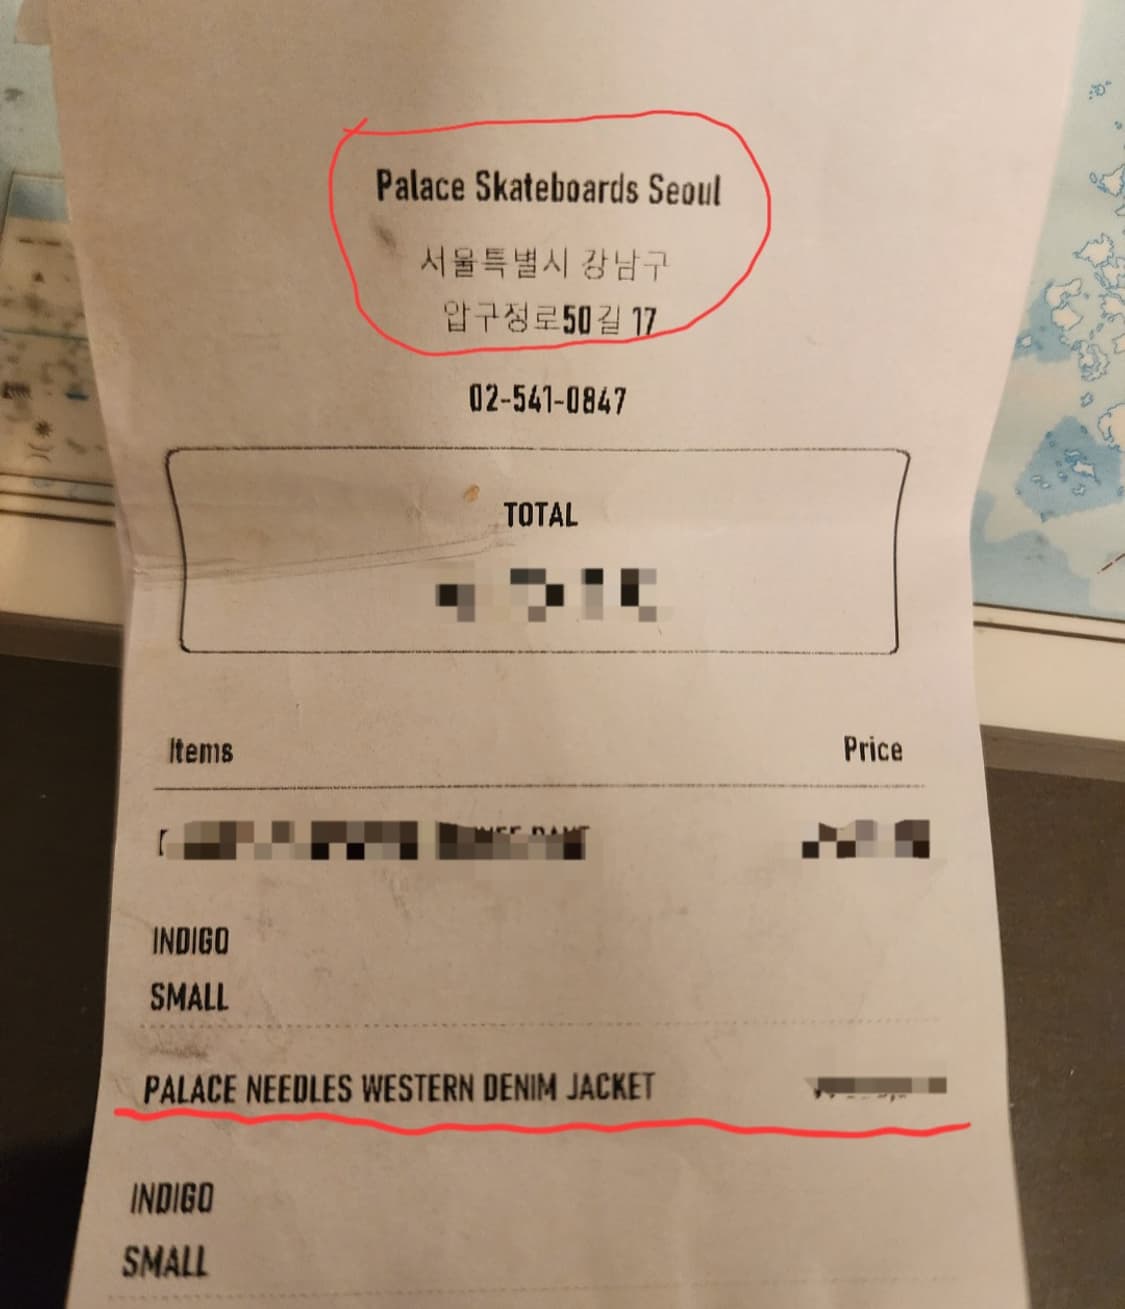 Palace Skateboards Seoul
서울특별시 강남구
압구정로50길 17
02-541-0847
TOTAL
Items Price
INDIGO
SMALL
PALACE NEEDLES WESTERN DENIM JACKET
INDIGO
SMALL